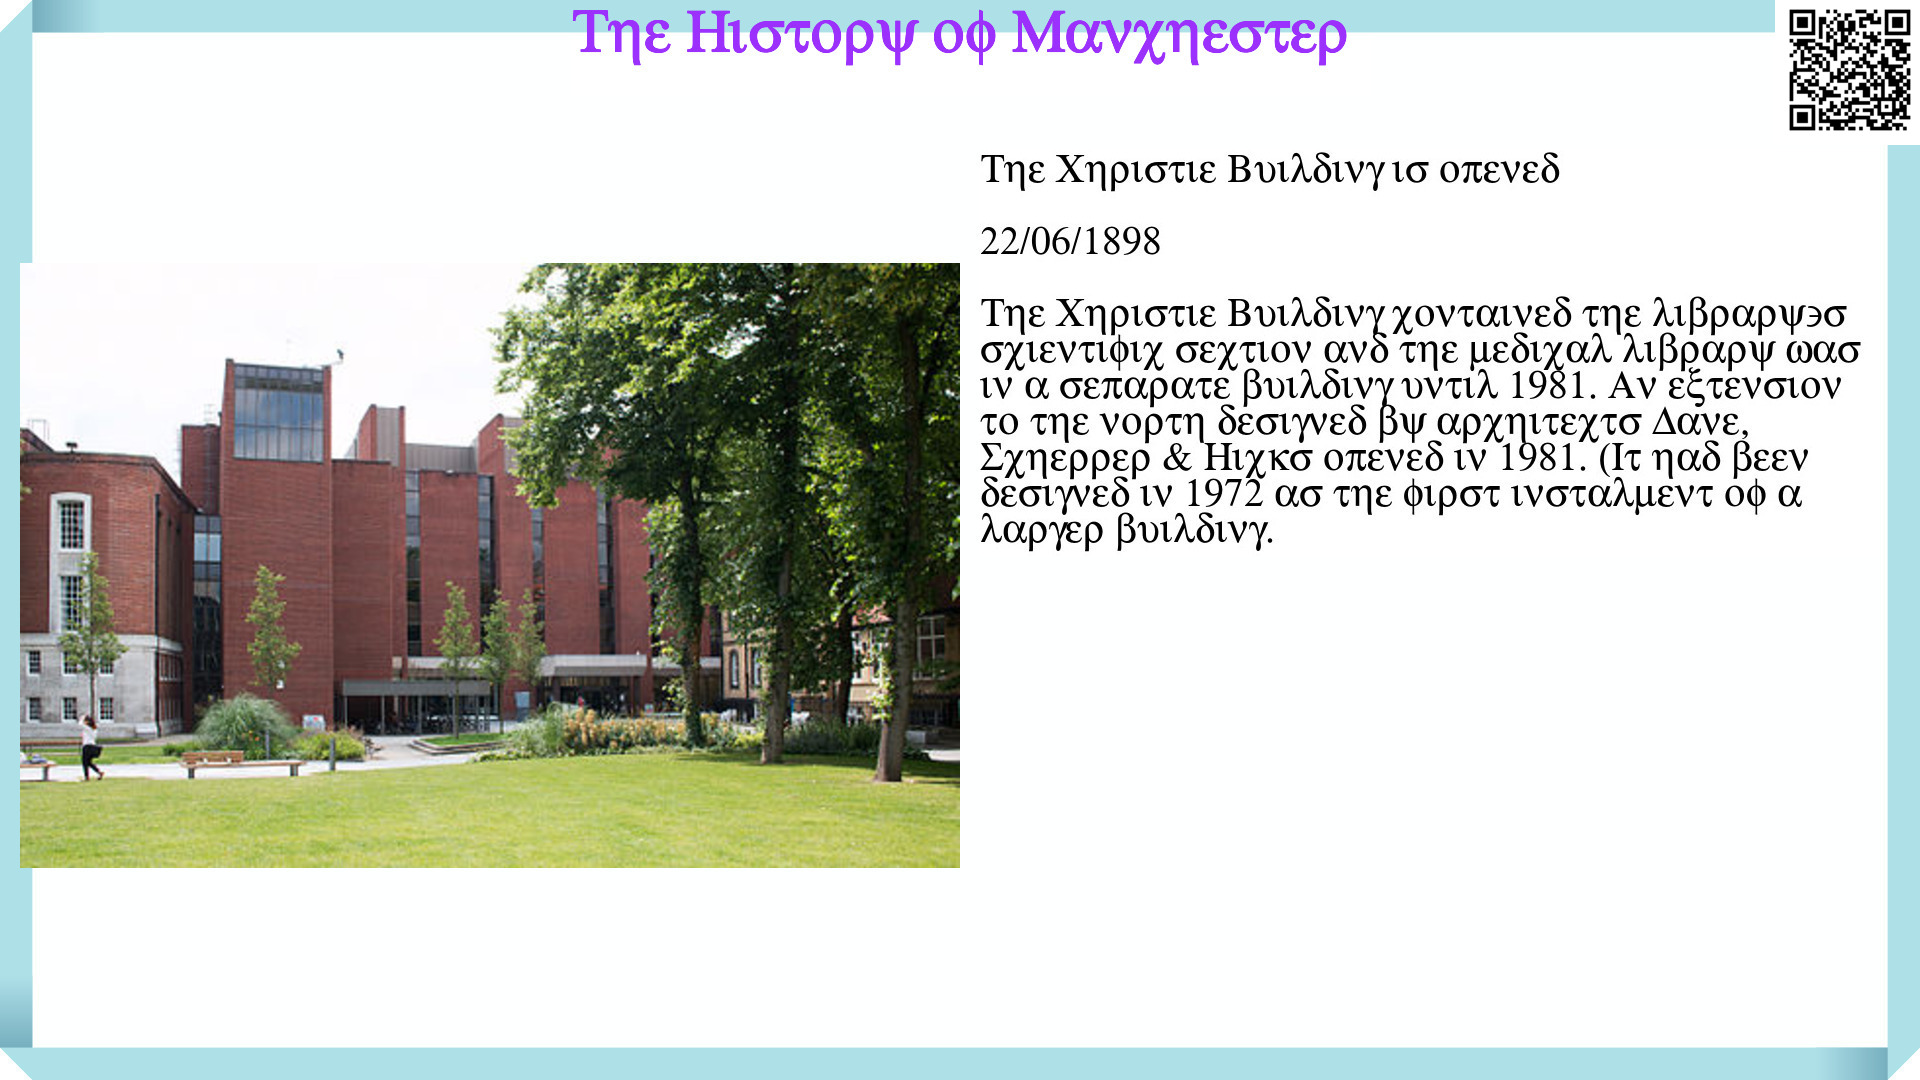 Τηε Ηιστορψ οφ Μανχηεστερ
Τηε Χηριστιε Βυιλδινγ ισ οπενεδ
22/06/1898
Τηε Χηριστιε Βυιλδινγ χονταινεδ τηε λιβραρψ϶σ
σχιεντιφιχ σεχτιον ανδ τηε μεδιχαλ λιβραρψ ωασ
ιν α σεπαρατε βυιλδινγ υντιλ 1981. Αν εξτενσιον
το τηε νορτη δεσιγνεδ βψ αρχηιτεχτσ Δανε,
Σχηερρερ & Ηιχκσ οπενεδ ιν 1981. (Ιτ ηαδ βεεν
δεσιγνεδ ιν 1972 ασ τηε φιρστ ινσταλμεντ οφ α
λαργερ βυιλδινγ.